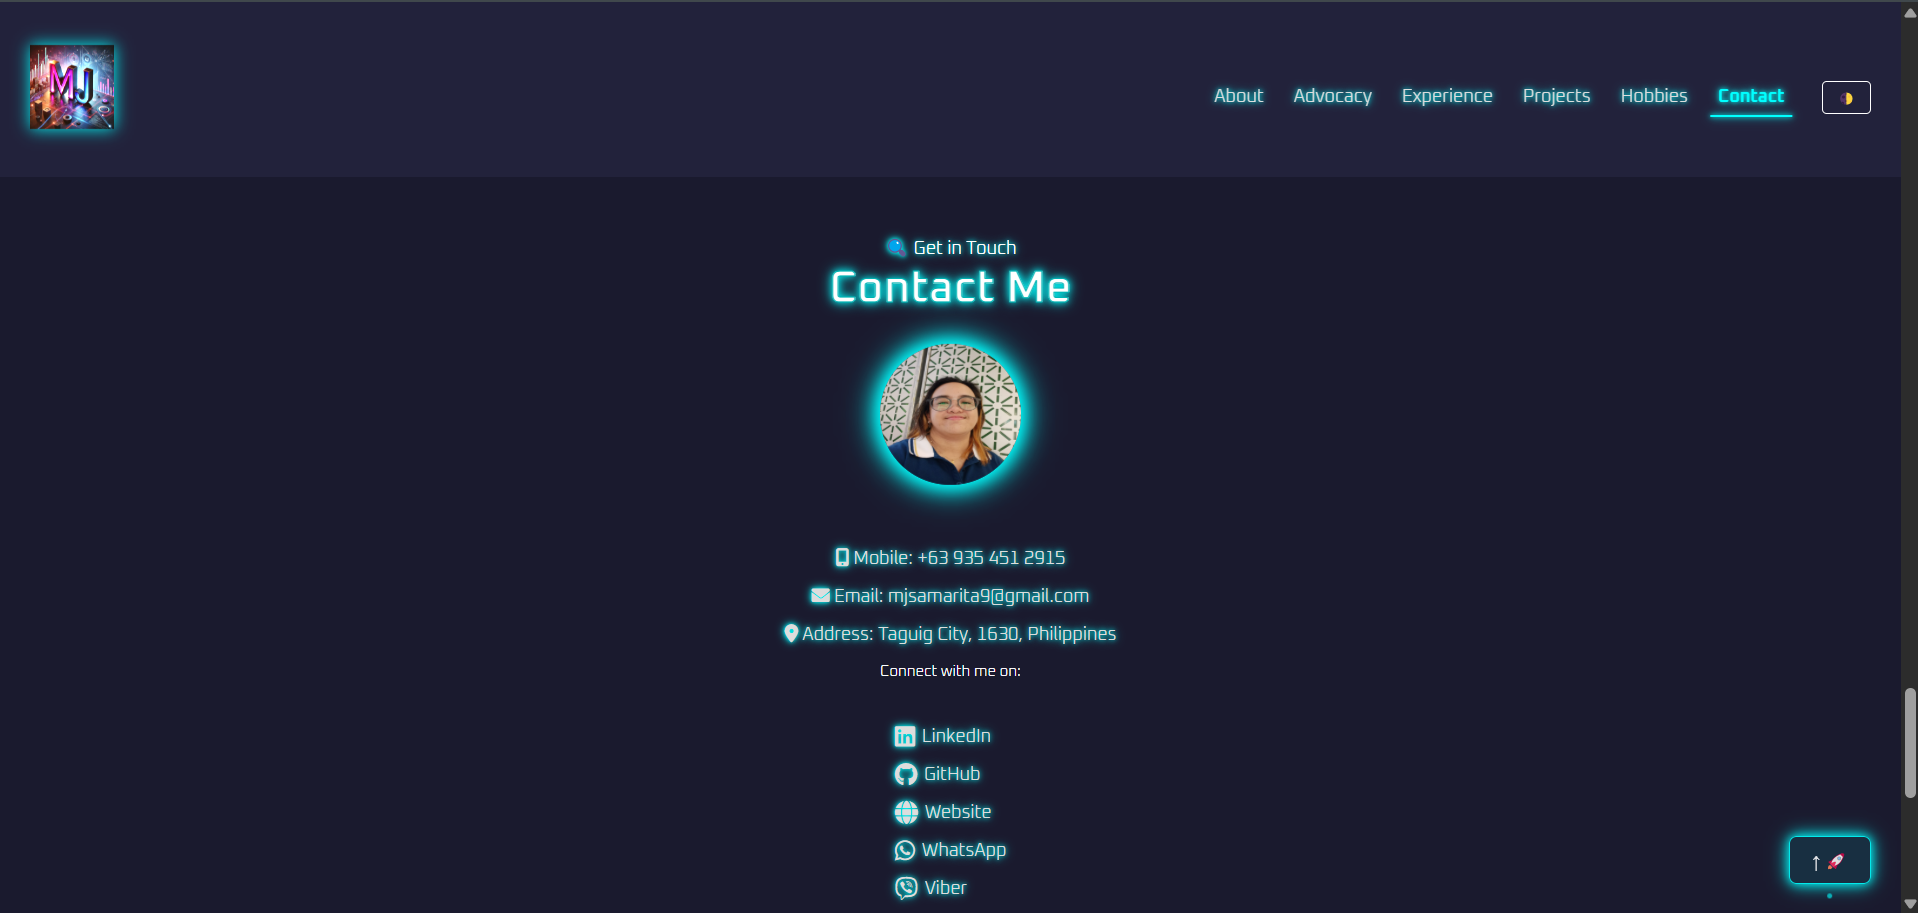 MJ
About Advocacy Experience Projects Hobbies Contact
Get in Touch
Contact Me
Mobile: +63 935 451 2915
Email: mjsamarita9@gmail.com
Address: Taguig City, 1630, Philippines
Connect with me on:
LinkedIn
GitHub
Website
WhatsApp
Viber